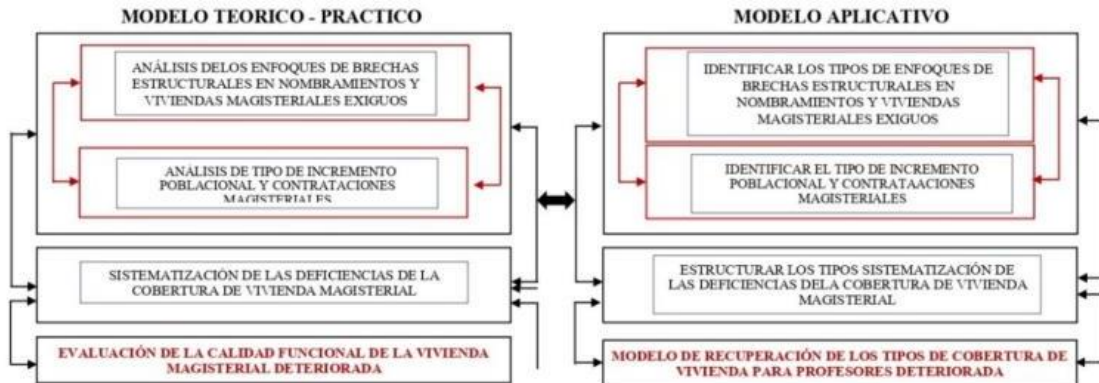 MODELO TEORICO - PRACTICO
ANÁLISIS DELOS ENFOQUES DE BRECHAS
ESTRUCTURALES EN NOMBRAMIENTOS Y
VIVIENDAS MAGISTERIALES EXIGUOS
ANÁLISIS DE TIPO DE INCREMENTO
POBLACIONAL Y CONTRATACIONES
MAGISTERIALES
SISTEMATIZACIÓN DE LAS DEFICIENCIAS DE LA
COBERTURA DE VIVIENDA MAGISTERIAL
EVALUACIÓN DE LA CALIDAD FUNCIONAL DE LA VIVIENDA
MAGISTERIAL DETERIORADA
MODELO APLICATIVO
IDENTIFICAR LOS TIPOS DE ENFOQUES DE
BRECHAS ESTRUCTURALES EN
NOMBRAMIENTOS Y VIVIENDAS
MAGISTERIALES EXIGUOS
IDENTIFICAR EL TIPO DE INCREMENTO
POBLACIONAL Y CONTRATAACIONES
MAGISTERIALES
ESTRUCTURAR LOS TIPOS SISTEMATIZACIÓN DE
LAS DEFICIENCIAS DELA COBERTURA DE VIVIENDA
MAGISTERIAL
MODELO DE RECUPERACIÓN DE LOS TIPOS DE COBERTURA DE
VIVIENDA PARA PROFESORES DETERIORADA